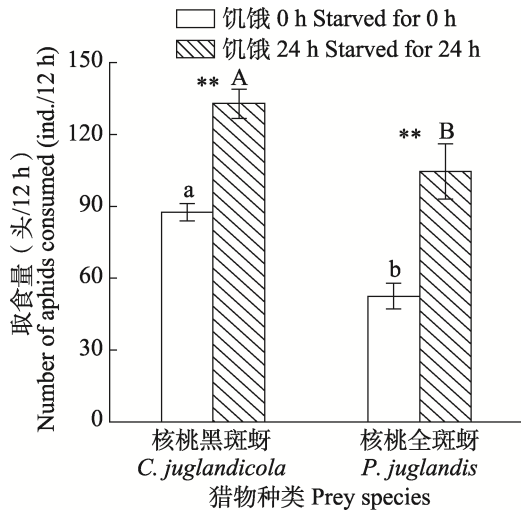 饥饿 0 h Starved for 0 h
饥饿 24 h Starved for 24 h
取食量（头/12 h）
Number of aphids consumed (ind./12 h)
150
120
90
60
30
0
a
** A
b
** B
核桃黑斑蚜
C. juglandicola
核桃全斑蚜
P. juglandis
猎物种类 Prey species